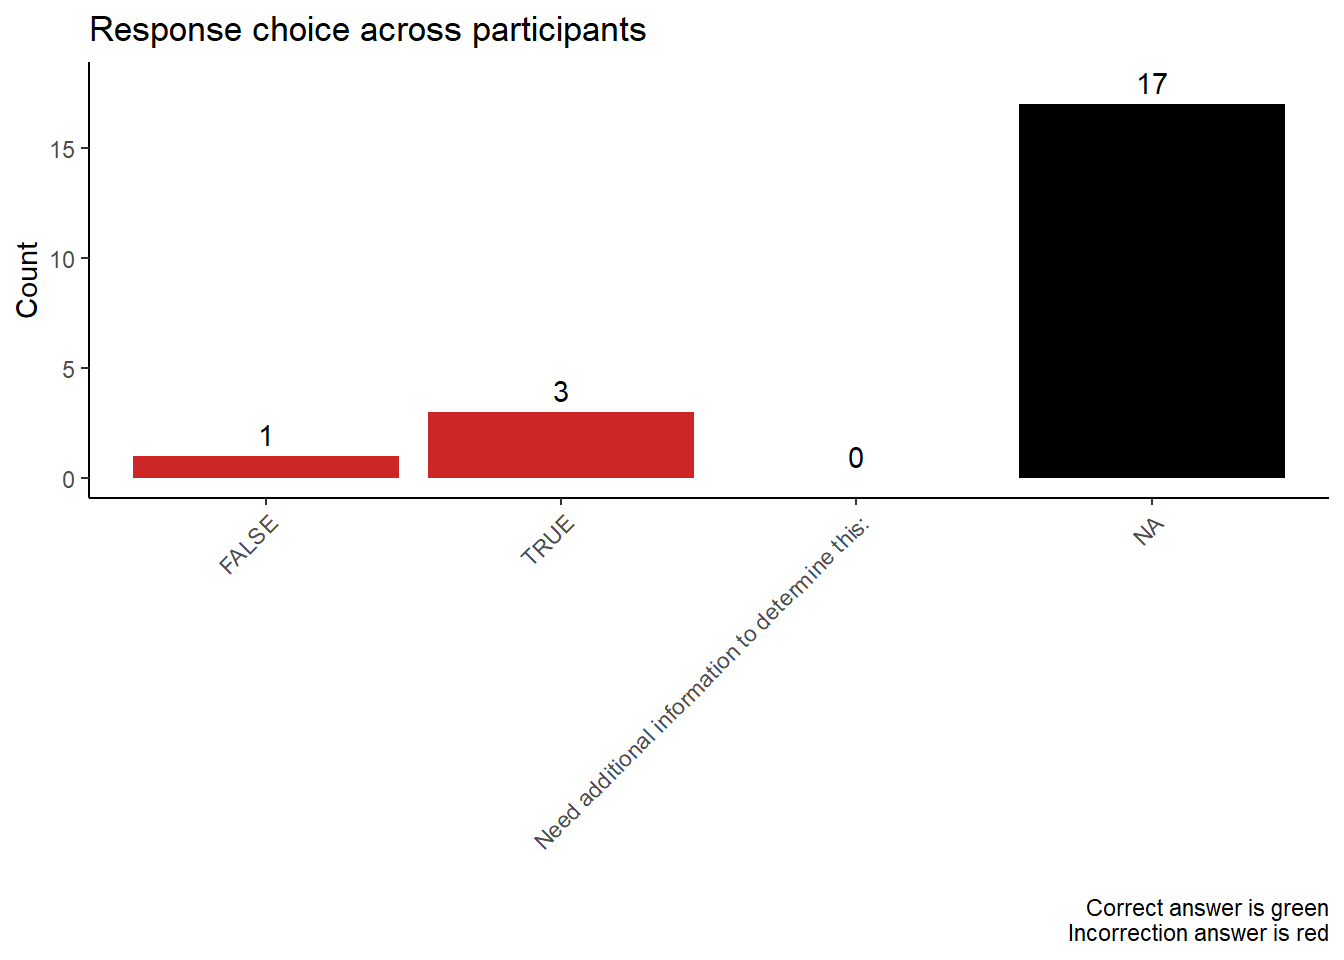 Response choice across participants
17
15
Count
10
5
3
1
0
0
FALSE
TRUE
Need additional information to determine this:
NA
Correct answer is green
Incorrection answer is red